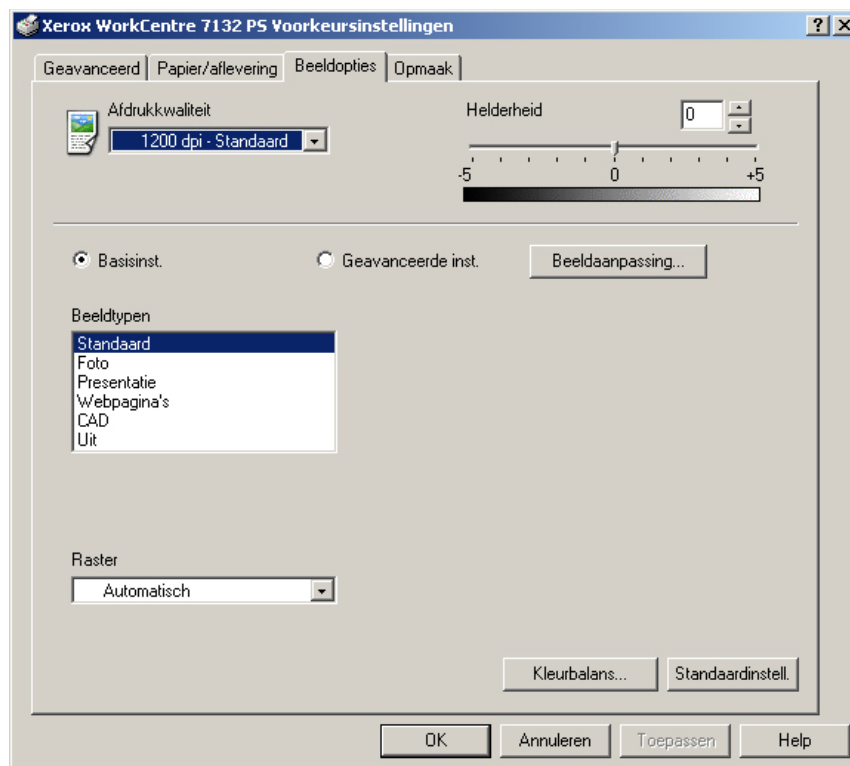 Xerox WorkCentre 7132 PS Voorkeursinstellingen
Geavanceerd Papier/aflevering Beeldopties Opmaak
Afdrukkwaliteit
1200 dpi - Standaard
Helderheid
0
-5 0 +5
Basisinst. Geavanceerde inst. Beeldaanpassing...
Beeldtypen
Standaard
Foto
Presentatie
Webpagina's
CAD
Uit
Raster
Automatisch
Kleurbalans... Standaardinstell.
OK Annuleren Toepassen Help